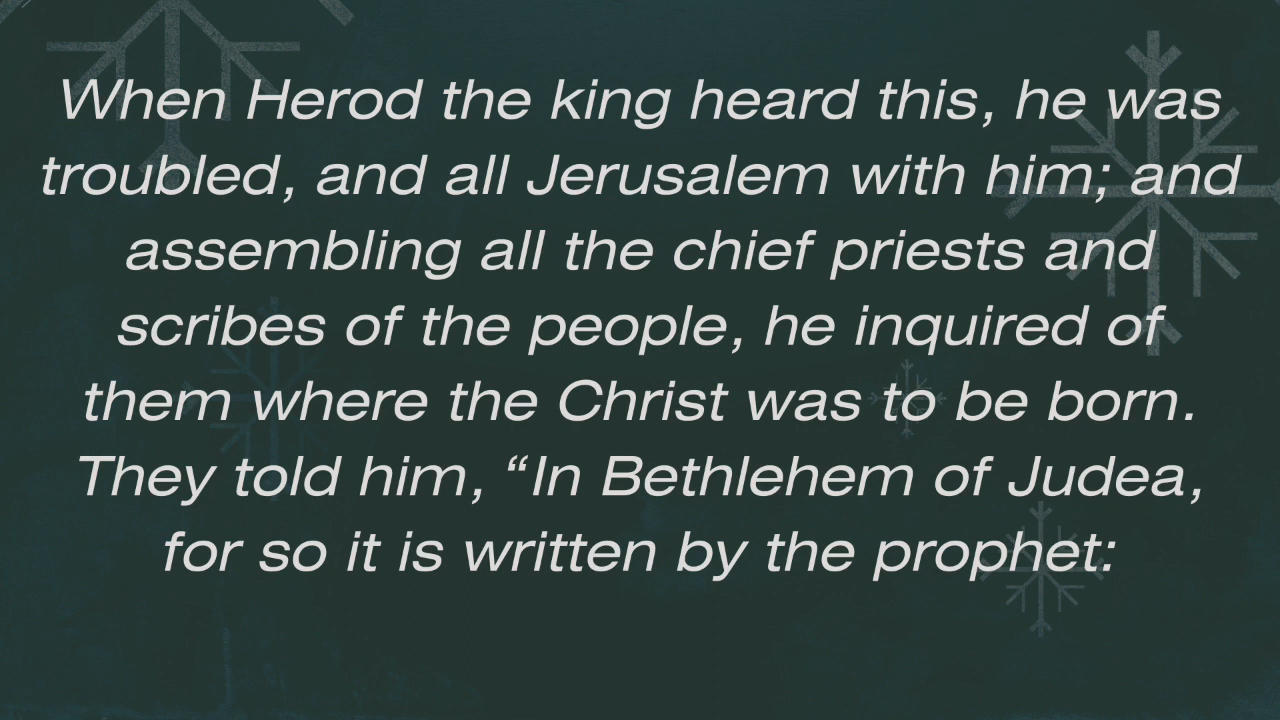 When Herod the king heard this, he was
troubled, and all Jerusalem with him; and
assembling all the chief priests and
scribes of the people, he inquired of
them where the Christ was to be born.
They told him, “In Bethlehem of Judea,
for so it is written by the prophet: